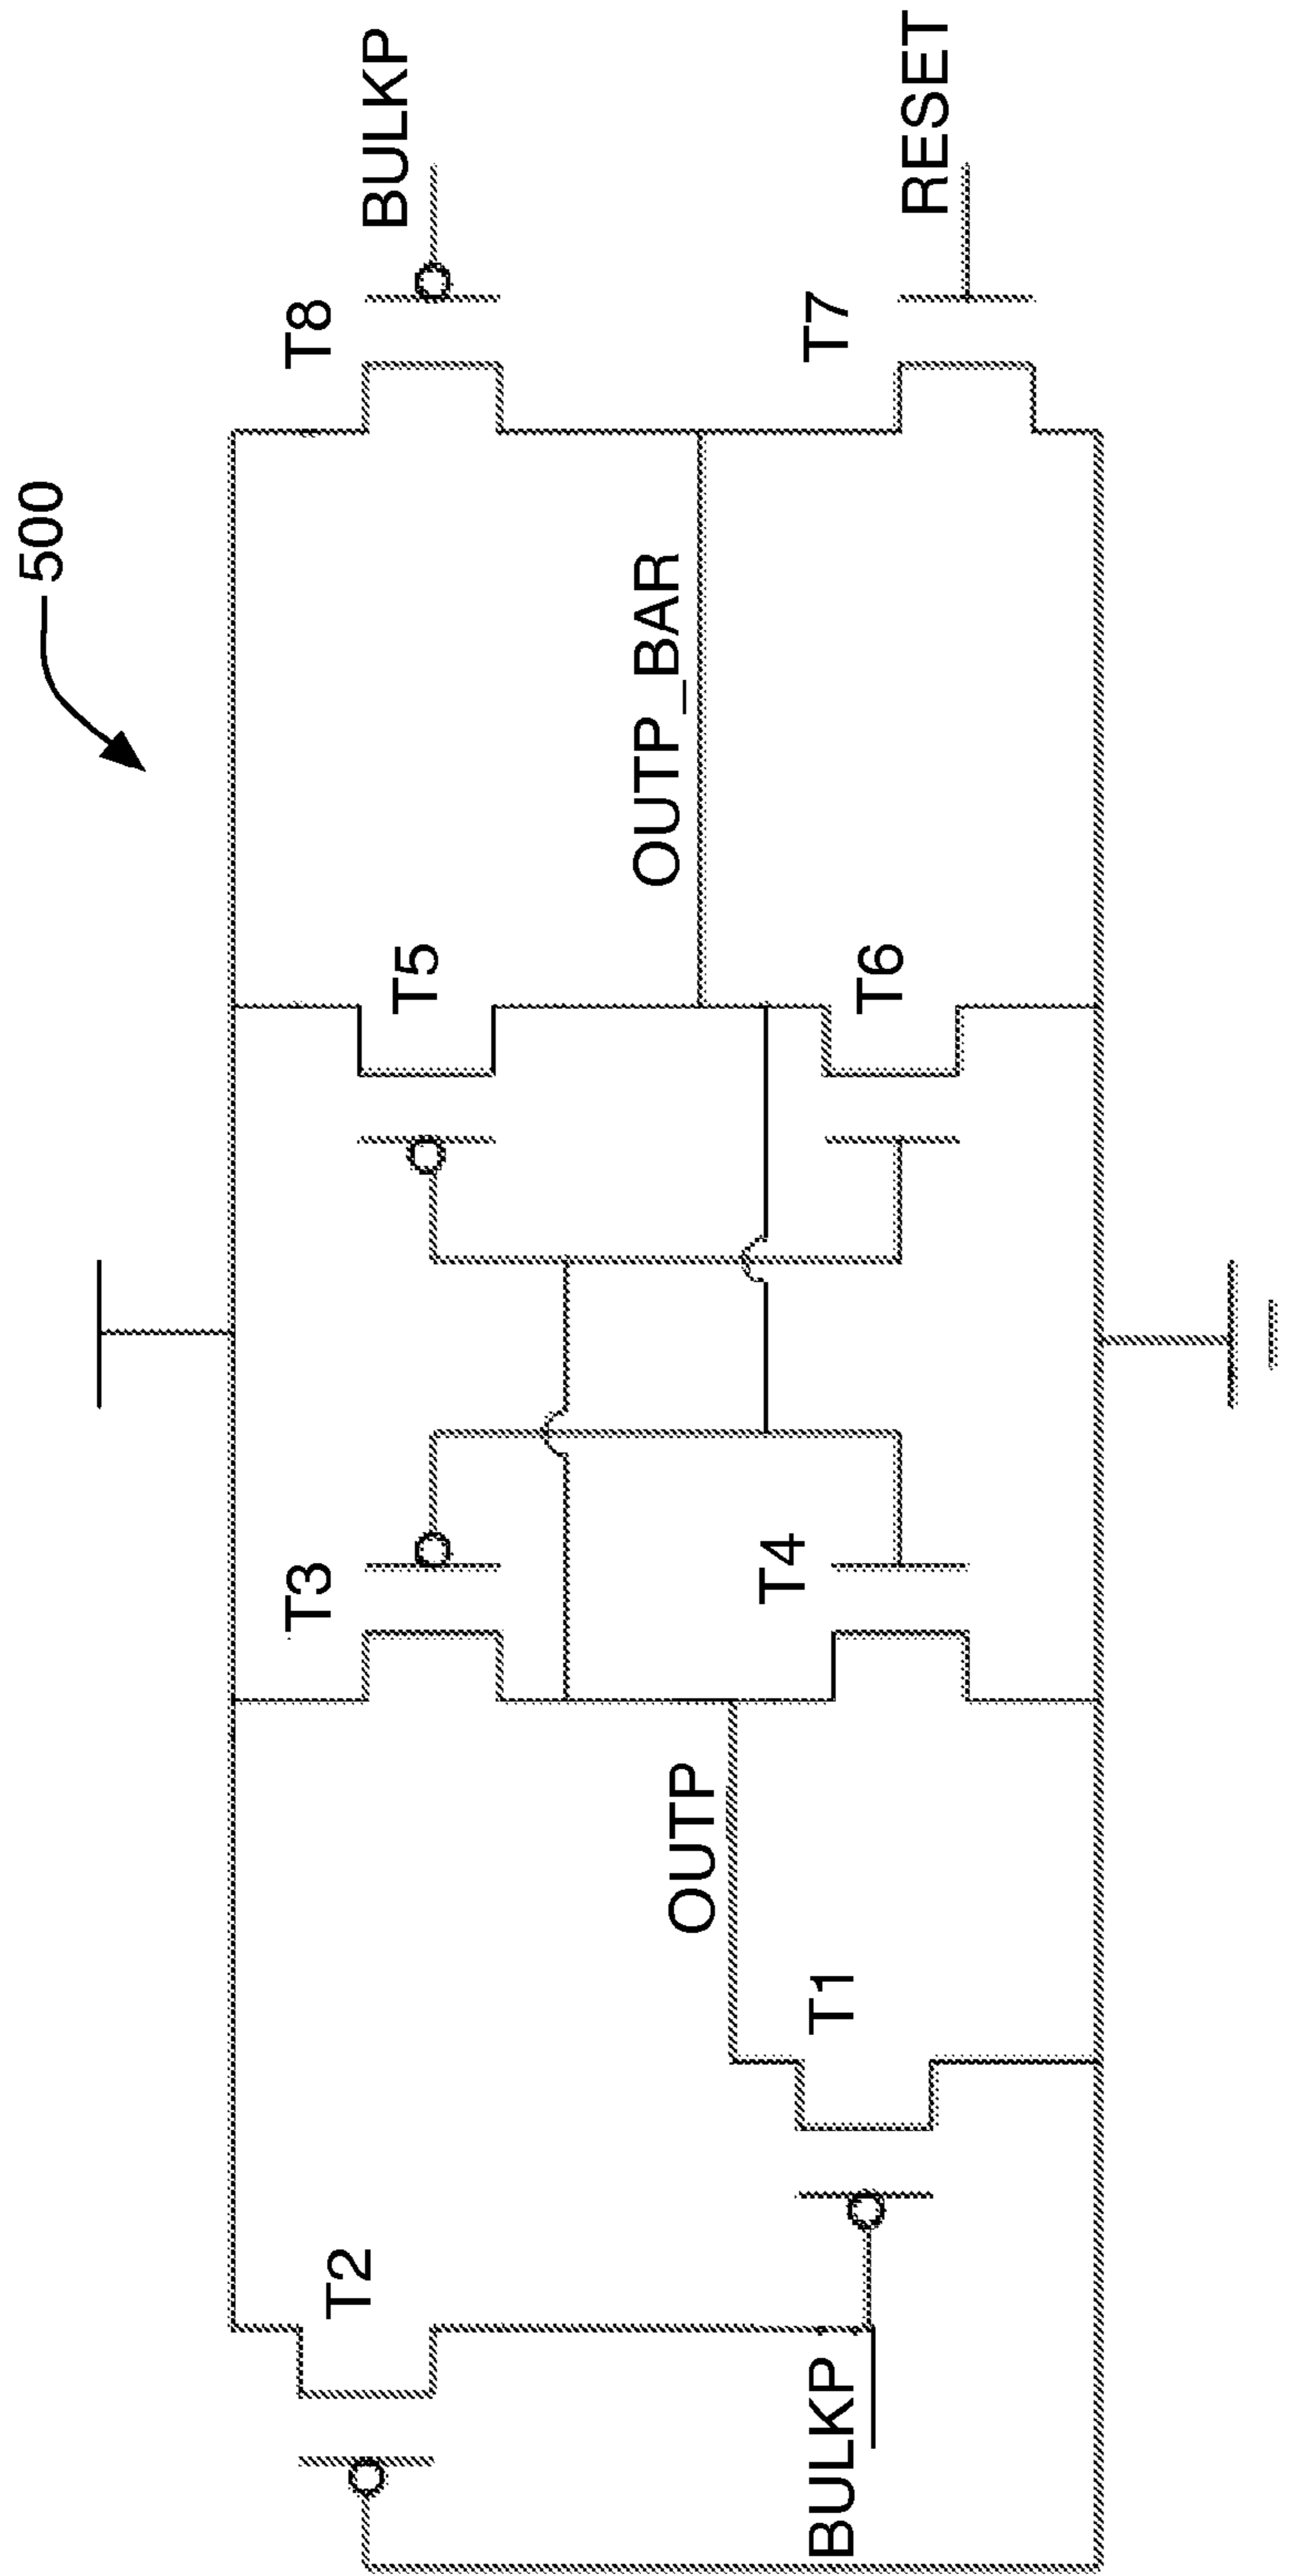 500
BULKP
RESET
T8
T7
OUTP_BAR
T5
T6
T3
T4
OUTP
T1
T2
BULKP